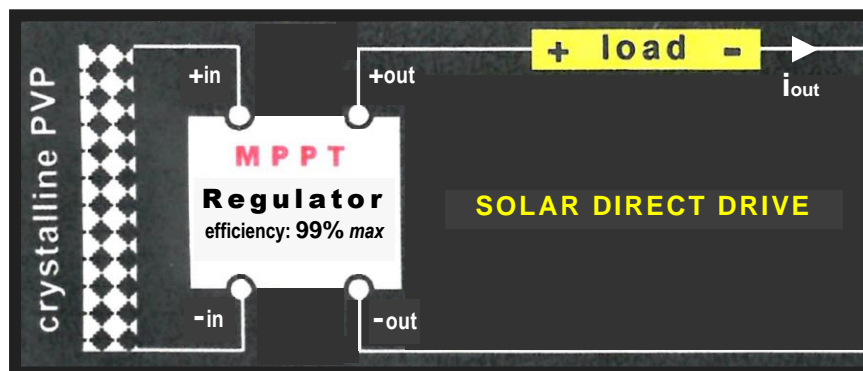 crystalline PVP
+in
+out
+ load -
iout
MPPT
Regulator
efficiency: 99% max
SOLAR DIRECT DRIVE
-in
-out